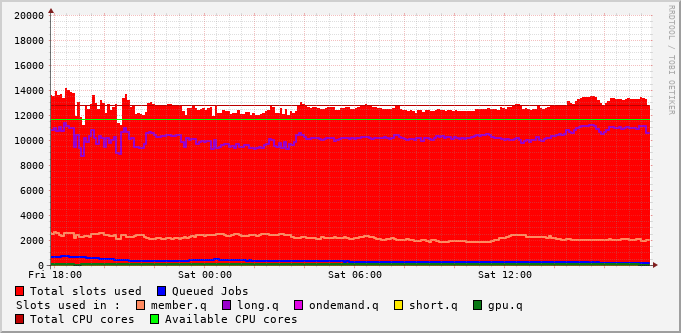 20000
18000
16000
14000
12000
10000
8000
6000
4000
2000
0
Fri 18:00 Sat 00:00 Sat 06:00 Sat 12:00
RRDTOOL / TOBI OETIKER
Total slots used Queued Jobs
Slots used in : member.q long.q ondemand.q short.q gpu.q
Total CPU cores Available CPU cores